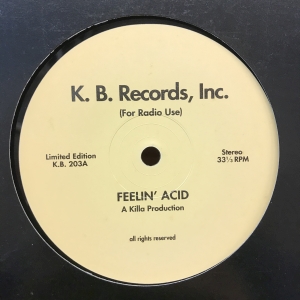 K. B. Records, Inc.
(For Radio Use)
Limited Edition
K.B. 203A
Stereo
33⅓ RPM
FEELIN' ACID
A Killa Production
all rights reserved